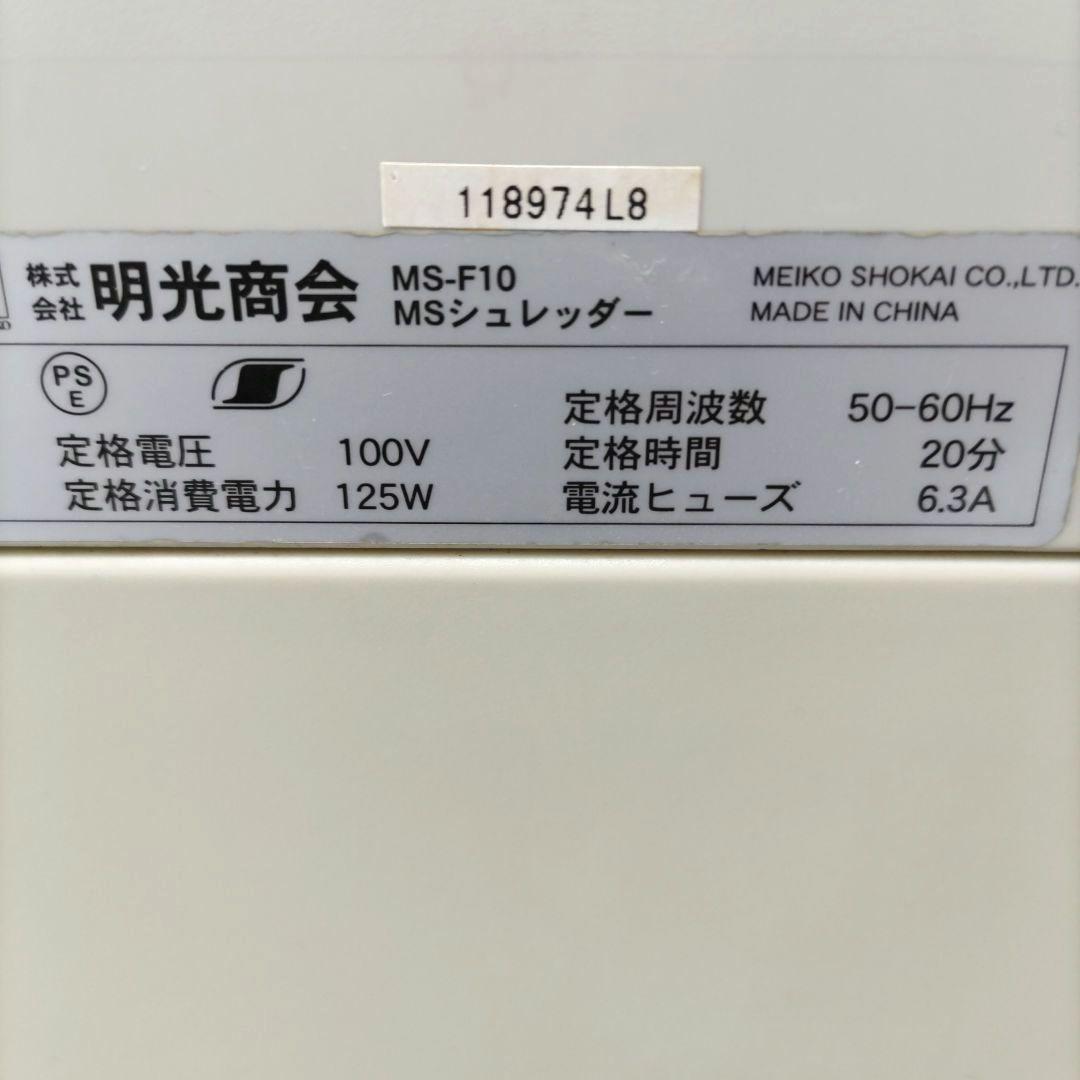 118974L8
株式会社 明光商会 MS-F10 MEIKO SHOKAI CO.,LTD.
MSシュレッダー MADE IN CHINA
PS
E
定格周波数 50-60Hz
定格電圧 100V 定格時間 20分
定格消費電力 125W 電流ヒューズ 6.3A